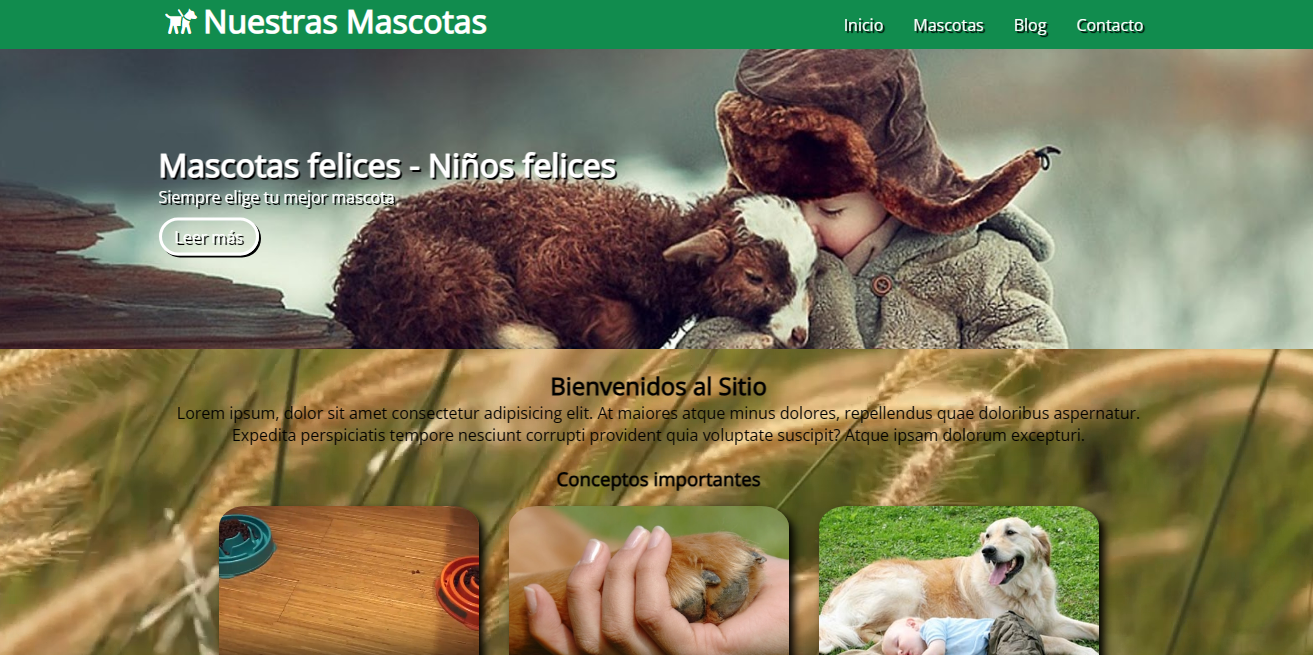 Nuestras Mascotas
Inicio Mascotas Blog Contacto
Mascotas felices - Niños felices
Siempre elige tu mejor mascota
Leer más
Bienvenidos al Sitio
Lorem ipsum, dolor sit amet consectetur adipisicing elit. At maiores atque minus dolores, repellendus quae doloribus aspernatur.
Expedita perspiciatis tempore nesciunt corrupti provident quia voluptate suscipit? Atque ipsam dolorum excepturi.
Conceptos importantes